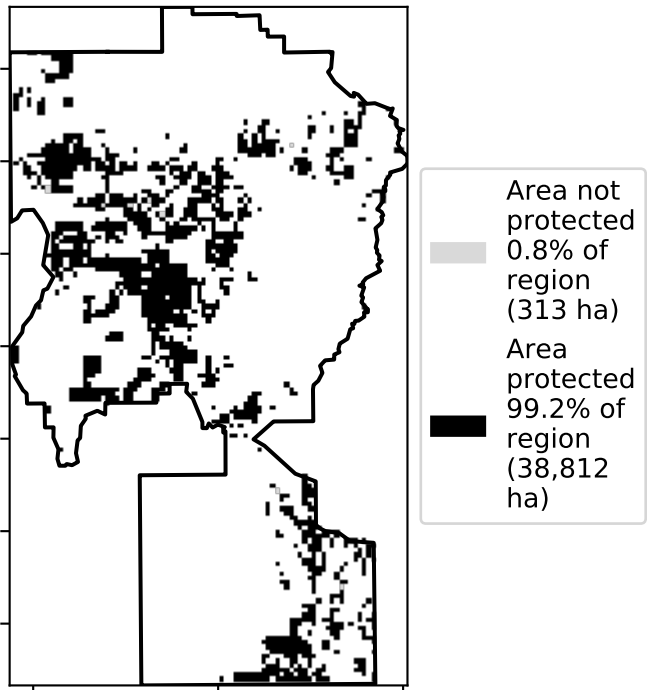 Area not
protected
0.8% of
region
(313 ha)
Area
protected
99.2% of
region
(38,812
ha)